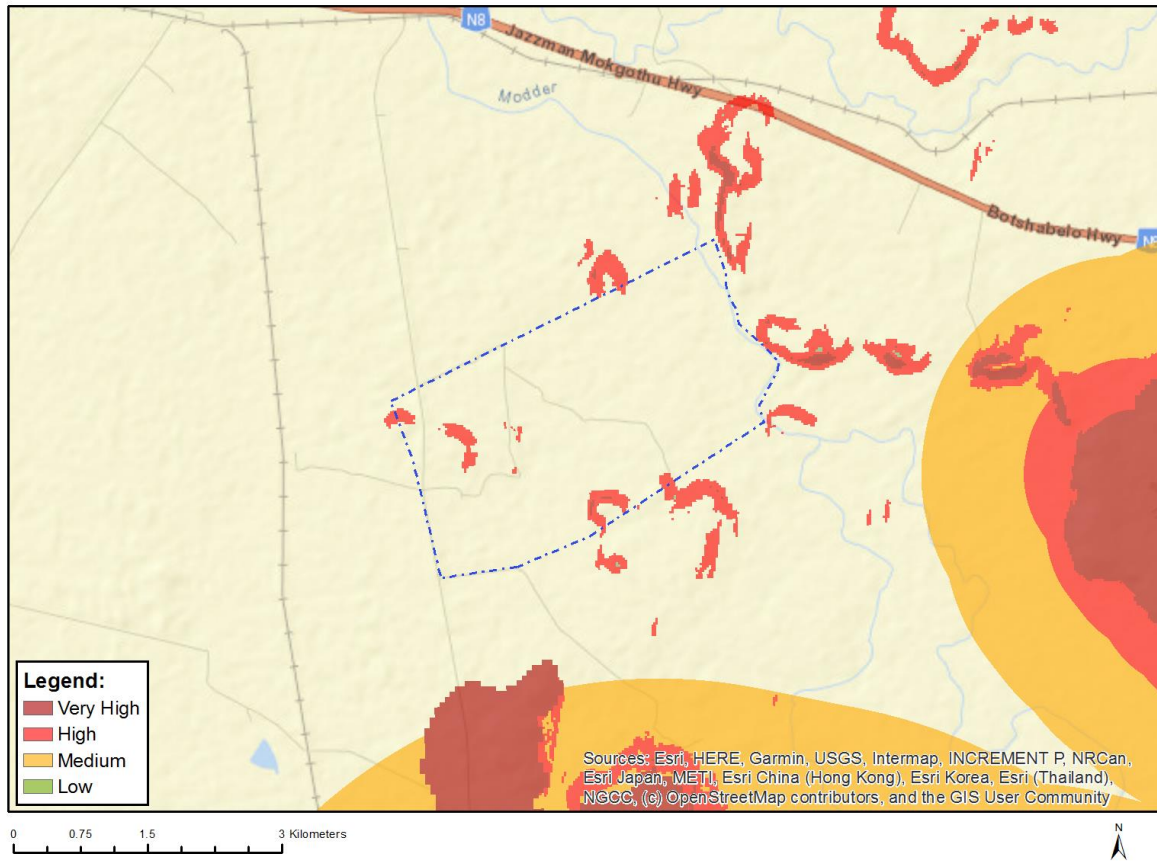 N8
Jazzman Mokgothu Hwy
Modder
Botshabelo Hwy
Legend:
Very High
High
Medium
Low
Sources: Esri, HERE, Garmin, USGS, Intermap, INCREMENT P, NRCan,
Esri Japan, METI, Esri China (Hong Kong), Esri Korea, Esri (Thailand),
NGCC, (c) OpenStreetMap contributors, and the GIS User Community
0 0.75 1.5 3 Kilometers
N